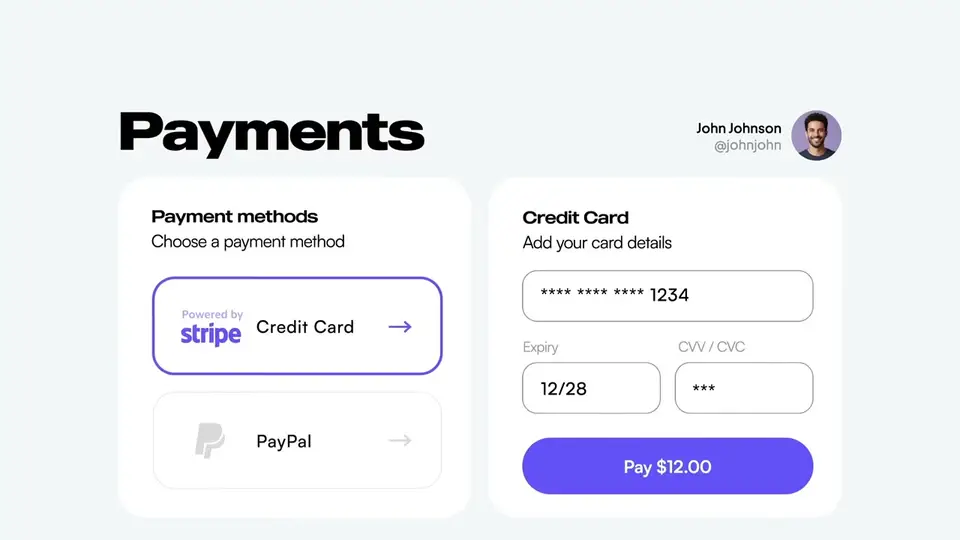 Payments
John Johnson
@johnjohn
Payment methods
Choose a payment method
Powered by
stripe
Credit Card
PayPal
Credit Card
Add your card details
**** **** **** 1234
Expiry
CVV / CVC
12/28
***
Pay $12.00